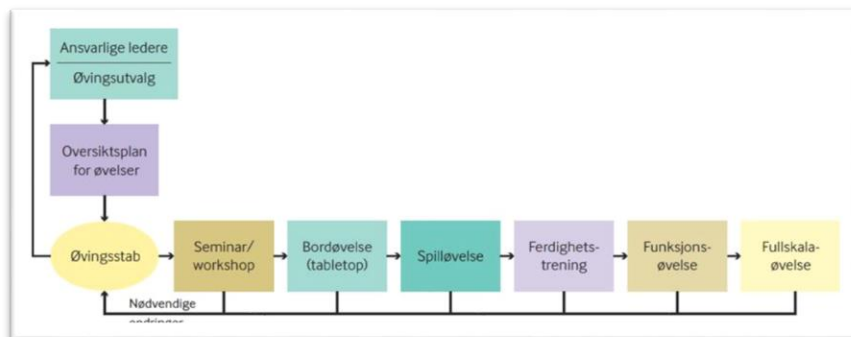 Ansvarlige ledere
Øvingsutvalg
Oversiktsplan
for øvelser
Øvingsstab
Seminar/
workshop
Bordøvelse
(tabletop)
Spilløvelse
Ferdighets-
trening
Funksjons-
øvelse
Fullskala-
øvelse
Nødvendige
endringer